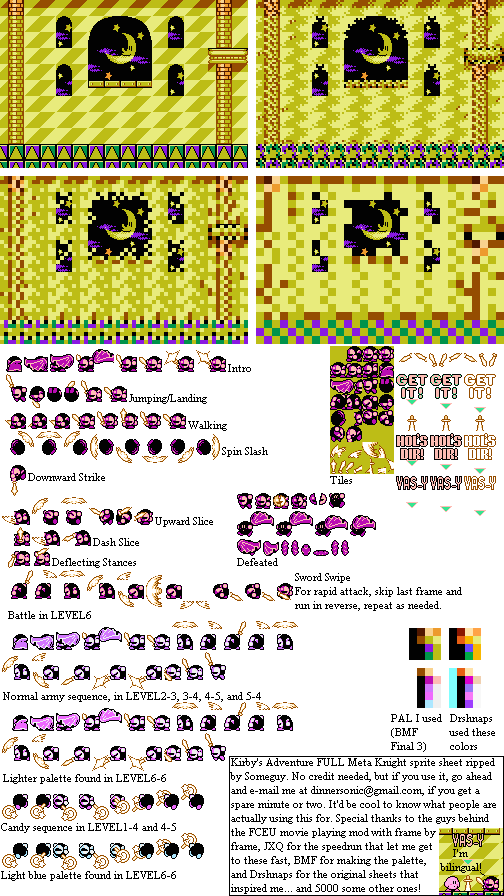 Intro
Jumping/Landing
Walking
Spin Slash
Downward Strike
Upward Slice
Dash Slice
Deflecting Stances
Defeated
Sword Swipe
For rapid attack, skip last frame and
run in reverse, repeat as needed.
Battle in LEVEL6
Normal army sequence, in LEVEL2-3, 3-4, 4-5, and 5-4
Lighter palette found in LEVEL6-6
Candy sequence in LEVEL1-4 and 4-5
Light blue palette found in LEVEL6-6
Tiles
GET GET GET
IT! IT! IT!
HOL'S HOL'S HOL'S
DIR! DIR! DIR!
YAS-Y YAS-Y YAS-Y
PAL I used
(BMF
Final 3)
Drshnaps
used these
colors
Kirby's Adventure FULL Meta Knight sprite sheet ripped
by Someguy. No credit needed, but if you use it, go ahead
and e-mail me at dinnersonic@gmail.com, if you get a
spare minute or two. It'd be cool to know what people are
actually using this for. Special thanks to the guys behind
the FCEU movie playing mod with frame by
frame, JXQ for the speedrun that let me get
to these fast, BMF for making the palette,
and Drshnaps for the original sheets that
inspired me... and 5000 some other ones!
YAS-Y
I'm
bilingual!